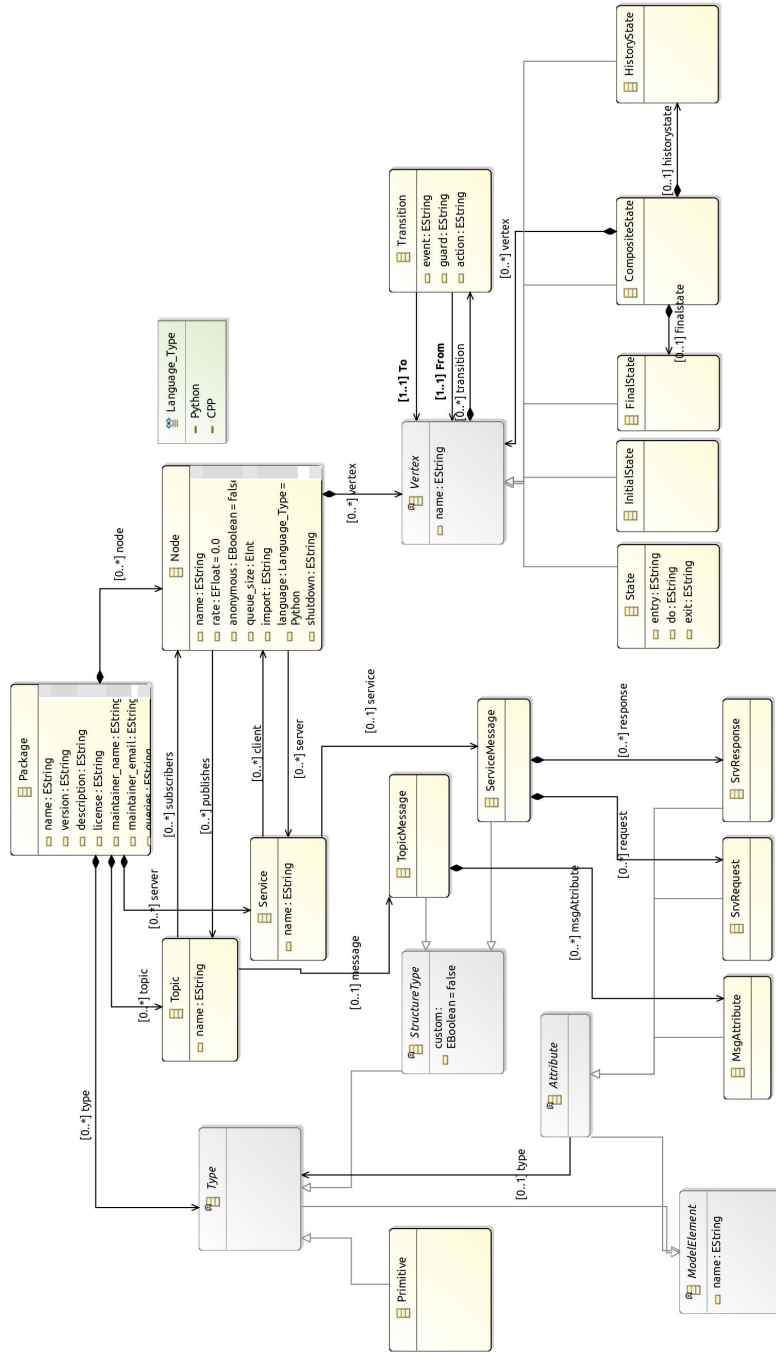 Package
name : EString
version : EString
description : EString
license : EString
maintainer_name : EString
maintainer_email : EString
queries : EString
[0..*] type
[0..*] topic
[0..*] server
[0..*] node
Type
Primitive
ModelElement
name : EString
Topic
name : EString
[0..*] subscribers
[0..*] publishes
Service
name : EString
[0..*] client
[0..*] server
Node
name : EString
rate : EFloat = 0.0
anonymous : EBoolean = false
queue_size : EInt
import : EString
language : Language_Type =
Python
shutdown : EString
Language_Type
Python
CPP
[0..1] message
[0..1] service
[0..*] vertex
StructureType
custom :
EBoolean = false
TopicMessage
ServiceMessage
[0..1] type
Attribute
[0..*] msgAttribute
[0..*] request
[0..*] response
MsgAttribute
SrvRequest
SrvResponse
Vertex
name : EString
[1..1] To
[1..1] From
[0..*] transition
Transition
event : EString
guard : EString
action : EString
[0..*] vertex
State
entry : EString
do : EString
exit : EString
InitialState
FinalState
[0..1] finalstate
CompositeState
[0..1] historystate
HistoryState